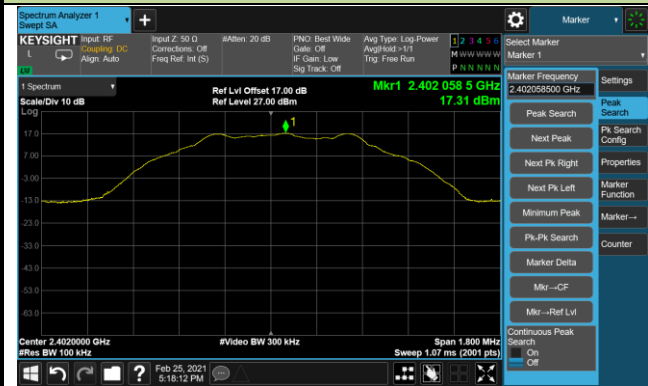 Spectrum Analyzer 1
Swept SA
Marker
KEYSIGHT
L
LW
Input: RF
Coupling: DC
Align: Auto
Input Z: 50 Ω
Corrections: Off
Freq Ref: Int (S)
#Atten: 20 dB
PNO: Best Wide
Gate: Off
IF Gain: Low
Sig Track: Off
Avg Type: Log-Power
Avg|Hold:>1/1
Trig: Free Run
1 2 3 4 5 6
M W W W W W
P N N N N N
Select Marker
Marker 1
1 Spectrum
Scale/Div 10 dB
Log
Ref Lvl Offset 17.00 dB
Ref Level 27.00 dBm
Mkr1 2.402 058 5 GHz
17.31 dBm
1
17.0
7.00
-3.00
-13.0
-23.0
-33.0
-43.0
-53.0
-63.0
Center 2.4020000 GHz
#Res BW 100 kHz
#Video BW 300 kHz
Span 1.800 MHz
Sweep 1.07 ms (2001 pts)
Marker Frequency
2.402058500 GHz
Peak Search
Next Peak
Next Pk Right
Next Pk Left
Minimum Peak
Pk-Pk Search
Marker Delta
Mkr→CF
Mkr→Ref Lvl
Continuous Peak
Search
On
Off
Settings
Peak
Search
Pk Search
Config
Properties
Marker
Function
Marker→
Counter
?
Feb 25, 2021
5:18:12 PM